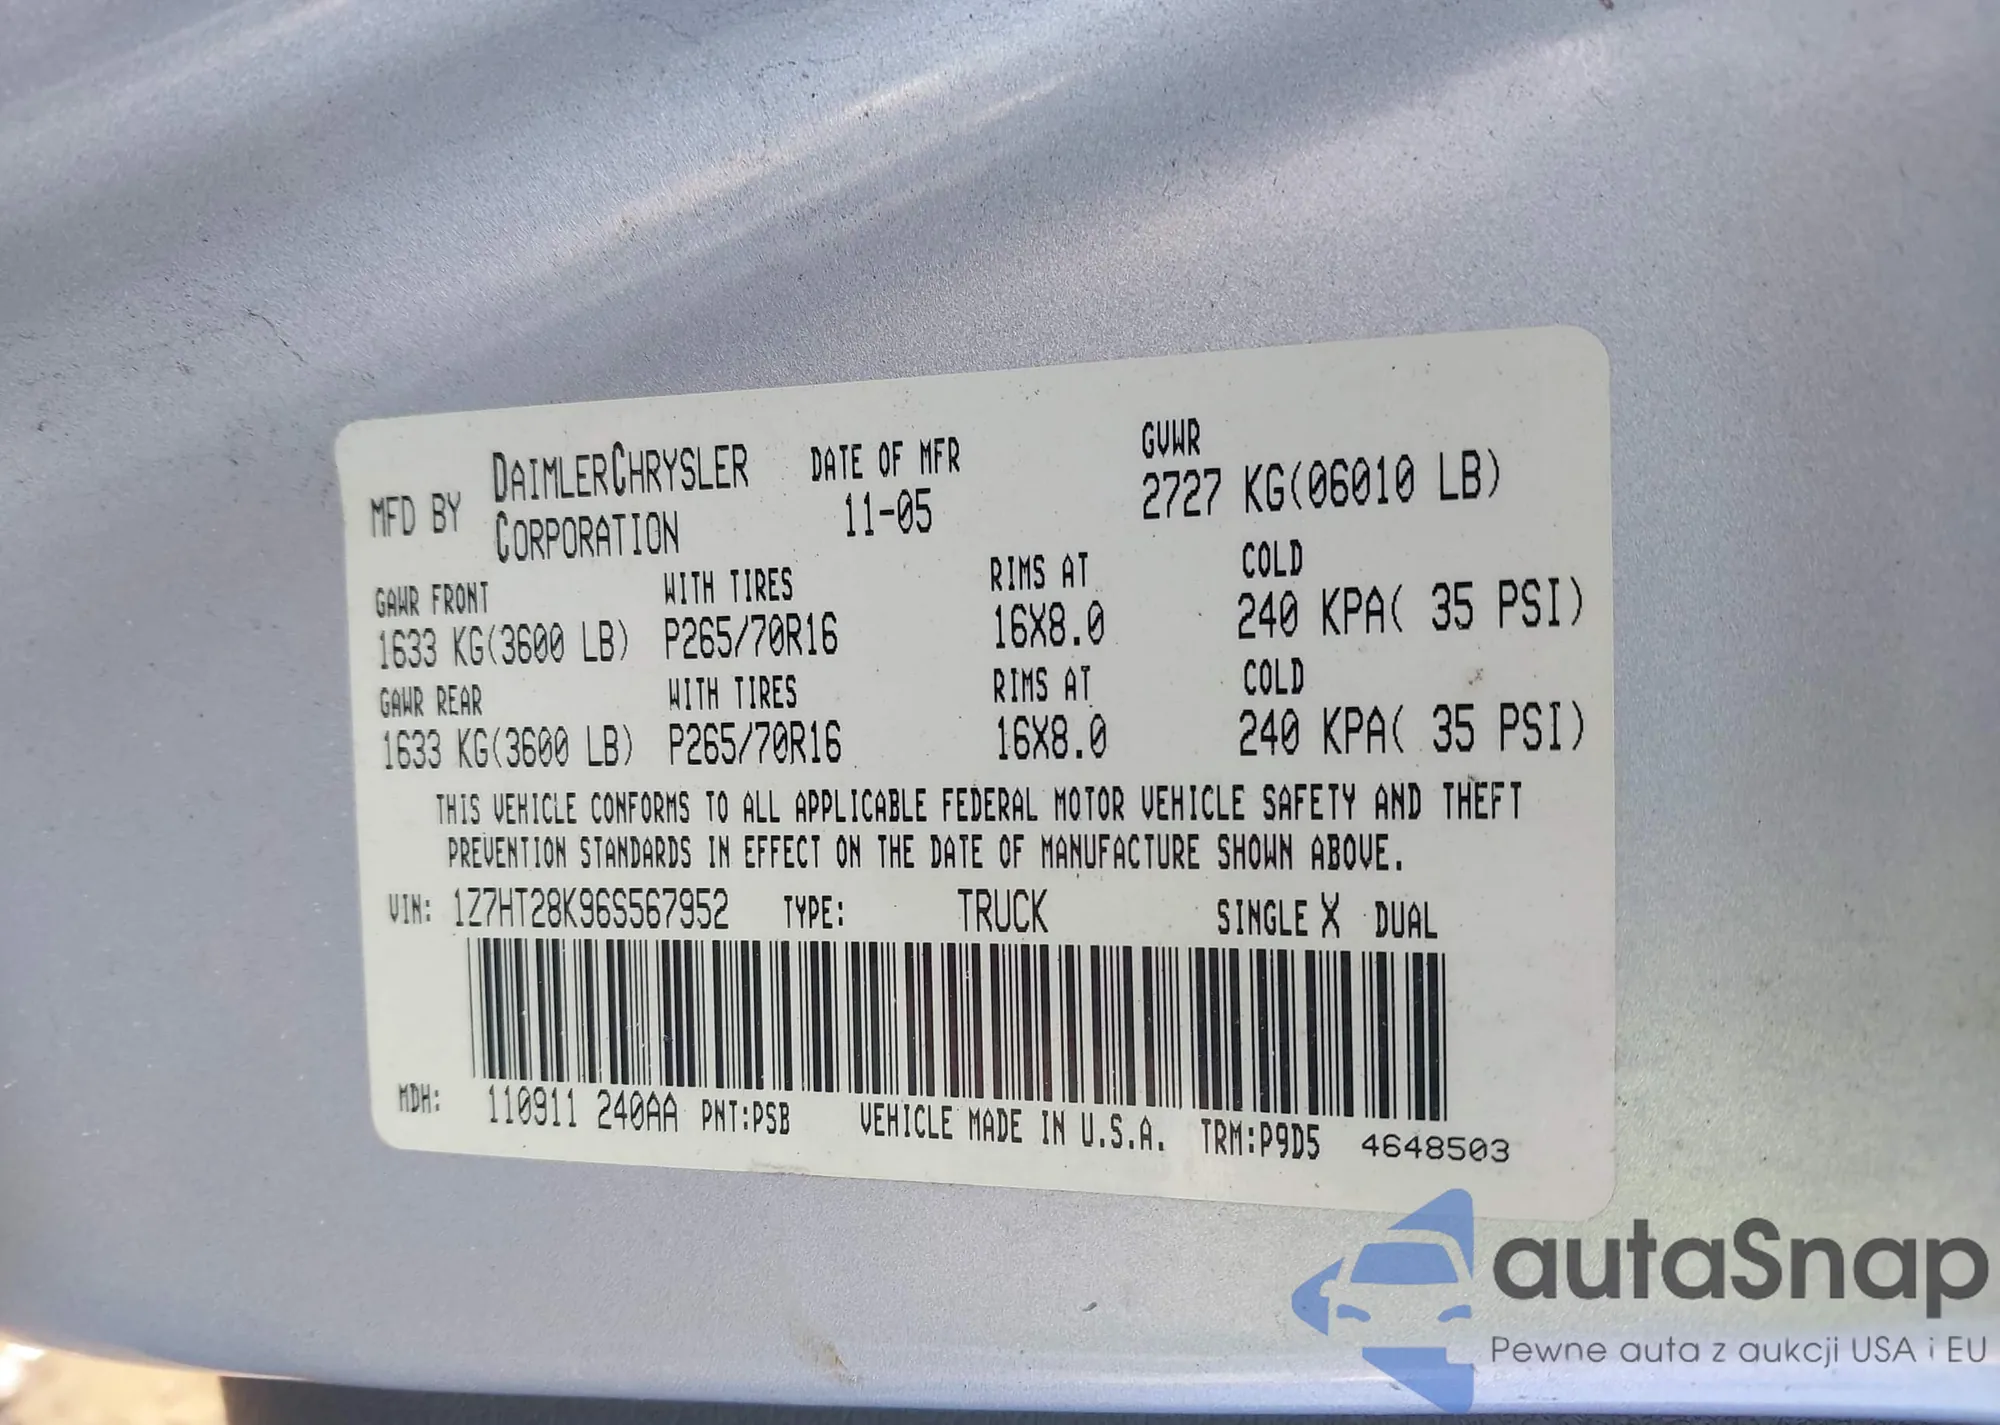 MFD BY DAIMLERCHRYSLER CORPORATION
DATE OF MFR
11-05
GVWR
2727 KG(06010 LB)
GAWR FRONT WITH TIRES RIMS AT COLD
1633 KG(3600 LB) P265/70R16 16X8.0 240 KPA( 35 PSI)
GAWR REAR WITH TIRES RIMS AT COLD
1633 KG(3600 LB) P265/70R16 16X8.0 240 KPA( 35 PSI)
THIS VEHICLE CONFORMS TO ALL APPLICABLE FEDERAL MOTOR VEHICLE SAFETY AND THEFT
PREVENTION STANDARDS IN EFFECT ON THE DATE OF MANUFACTURE SHOWN ABOVE.
VIN: 1Z7HT28K96S567952 TYPE: TRUCK SINGLE X DUAL
MDH: 110911 240AA PNT:PSB VEHICLE MADE IN U.S.A. TRM:P9D5 4648503
autaSnap
Pewne auta z aukcji USA i EU